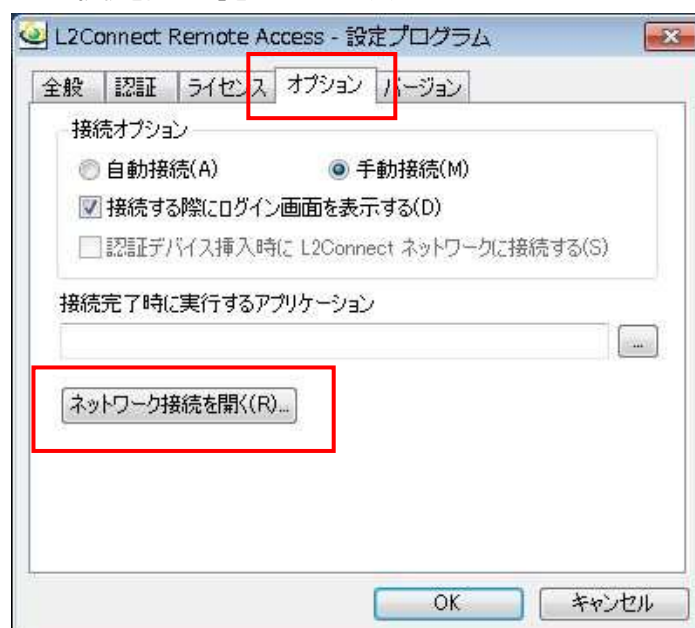 L2Connect Remote Access - 設定プログラム
全般 認証 ライセンス オプション バージョン
接続オプション
自動接続(A) 手動接続(M)
接続する際にログイン画面を表示する(D)
認証デバイス挿入時に L2Connect ネットワークに接続する(S)
接続完了時に実行するアプリケーション
...
ネットワーク接続を開く(R)...
OK キャンセル